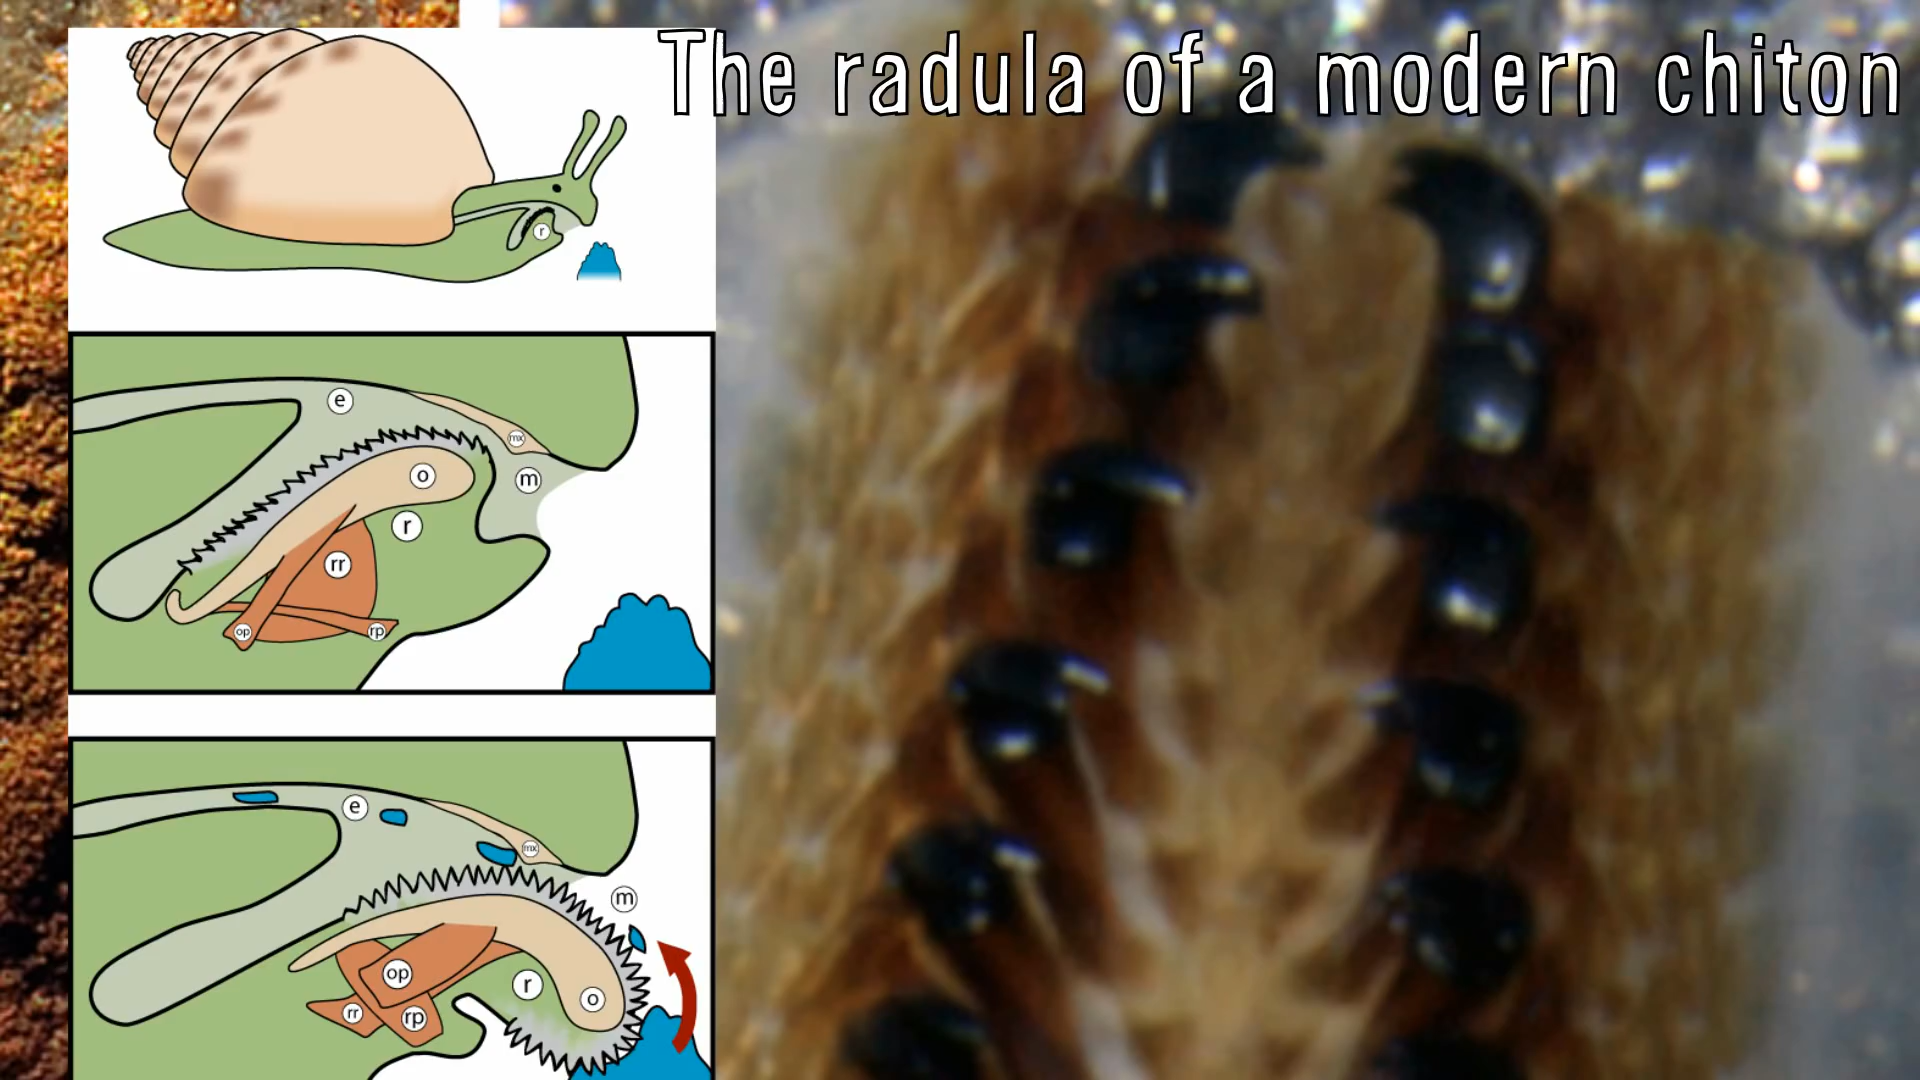 The radula of a modern chiton
r
e
mx
o
m
r
rr
op
rp
e
mx
m
op
r
o
rr
rp